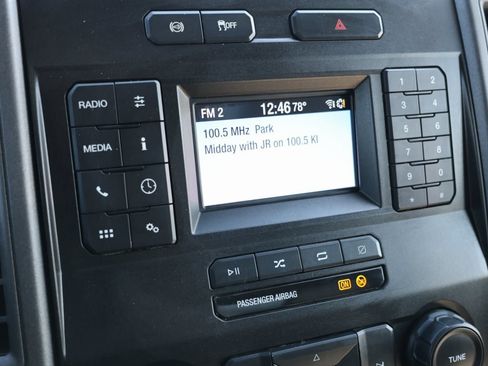 OFF
FM 2 12:46 78°
100.5 MHz Park
Midday with JR on 100.5 KI
RADIO
MEDIA i
1 2
3 4
5 6
7 8
9 0
* #
PASSENGER AIRBAG ON
TUNE